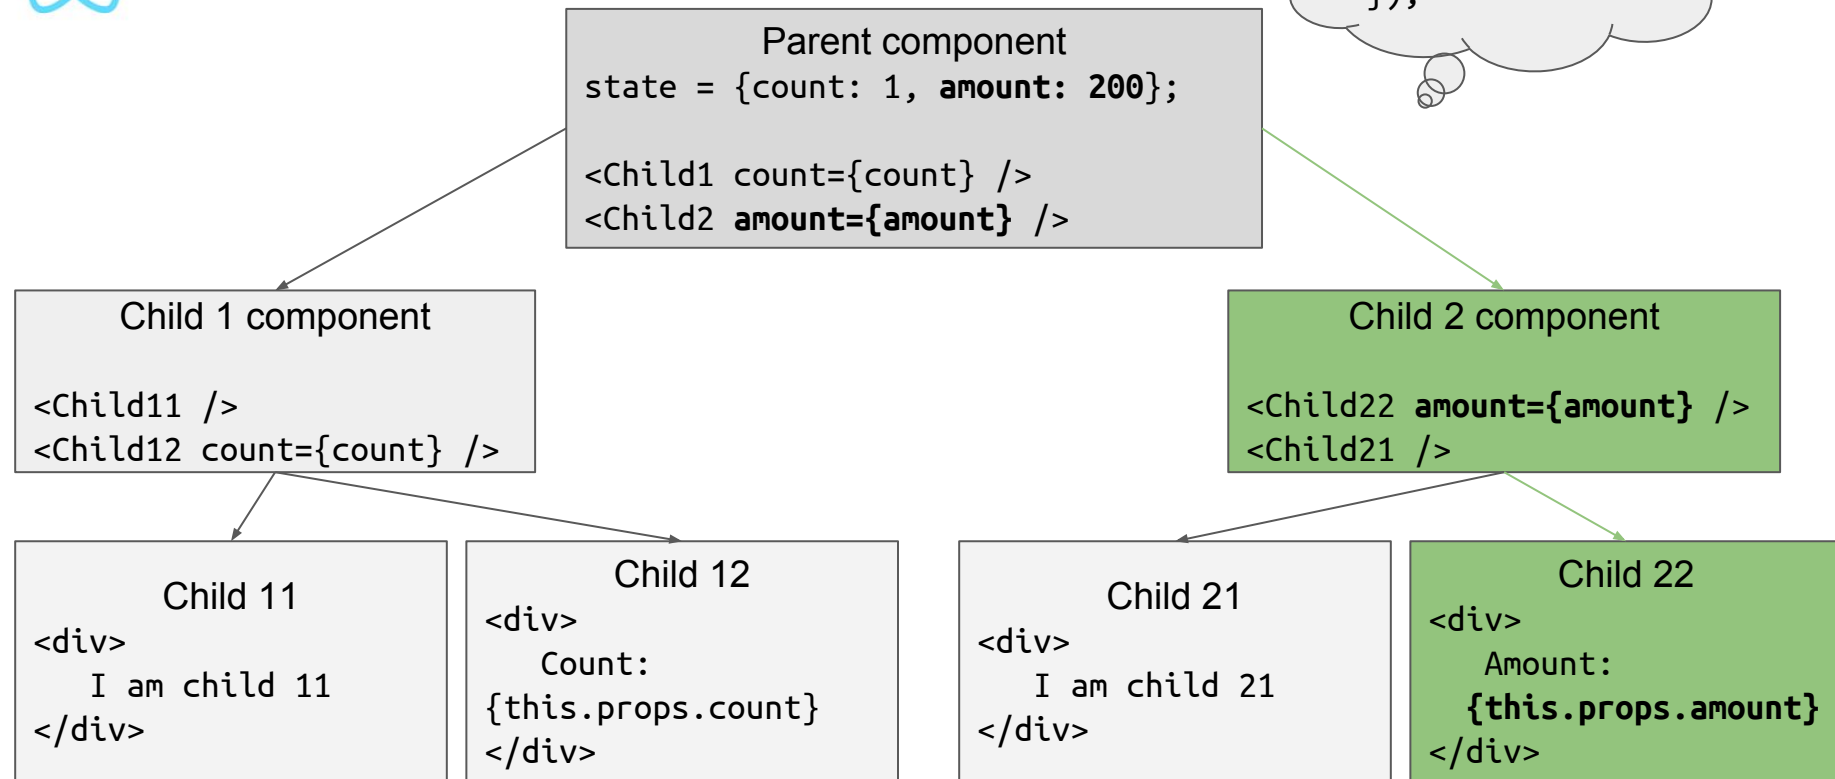 });
Parent component
state = {count: 1, amount: 200};
<Child1 count={count} />
<Child2 amount={amount} />
Child 1 component
<Child11 />
<Child12 count={count} />
Child 2 component
<Child22 amount={amount} />
<Child21 />
Child 11
<div>
I am child 11
</div>
Child 12
<div>
Count:
{this.props.count}
</div>
Child 21
<div>
I am child 21
</div>
Child 22
<div>
Amount:
{this.props.amount}
</div>